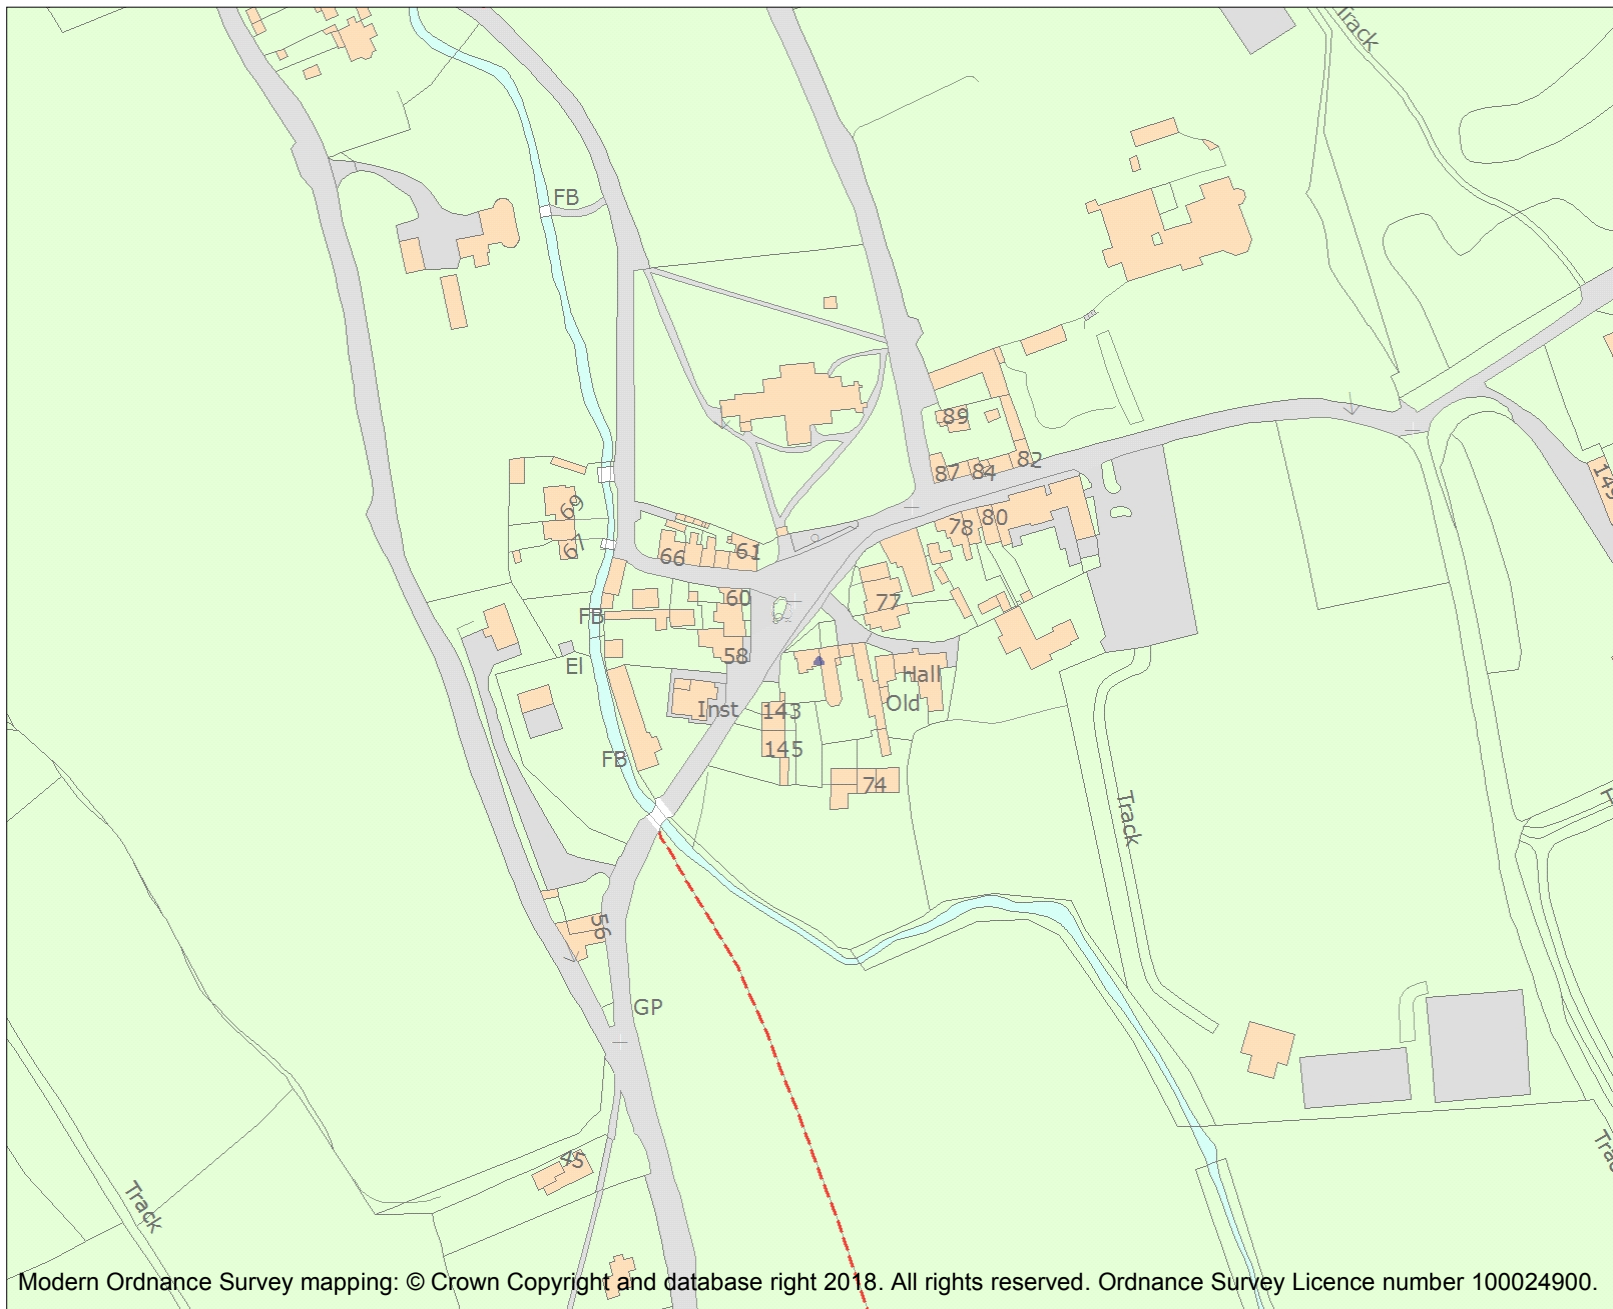 Track
FB
89
87
84
82
149
69
78
80
67
66
61
60
77
FB
58
El
Hall
Inst
143
Old
145
FB
74
Track
56
GP
45
Track
Modern Ordnance Survey mapping: © Crown Copyright and database right 2018. All rights reserved. Ordnance Survey Licence number 100024900.